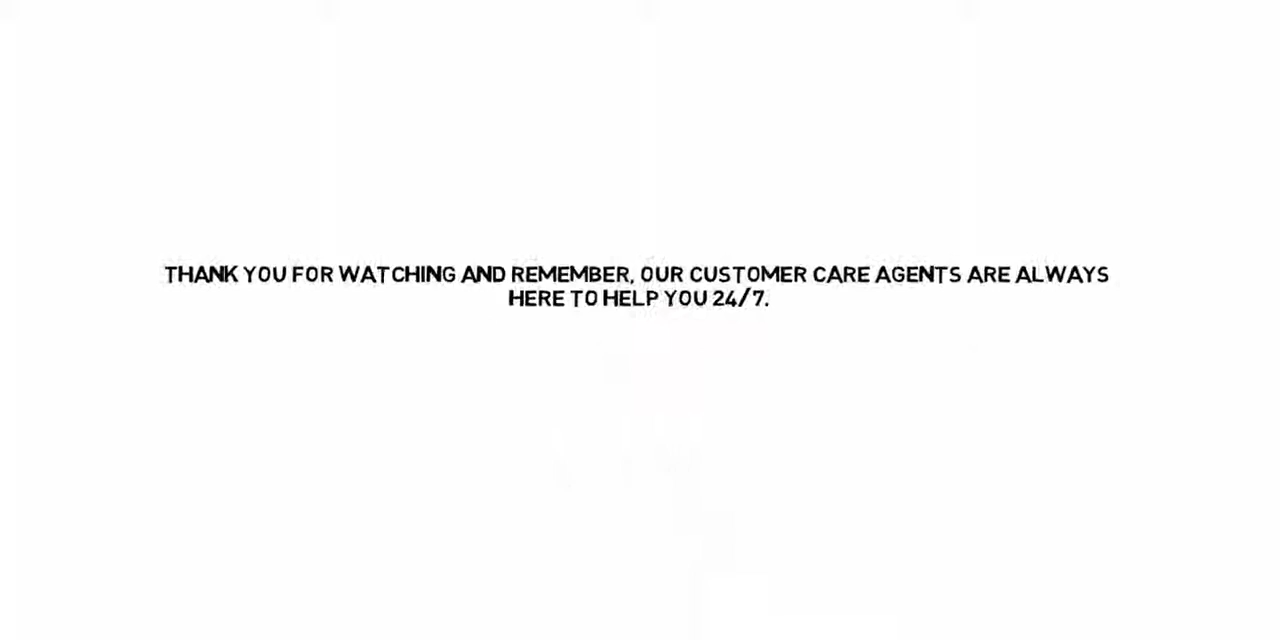 THANK YOU FOR WATCHING AND REMEMBER, OUR CUSTOMER CARE AGENTS ARE ALWAYS
HERE TO HELP YOU 24/7.